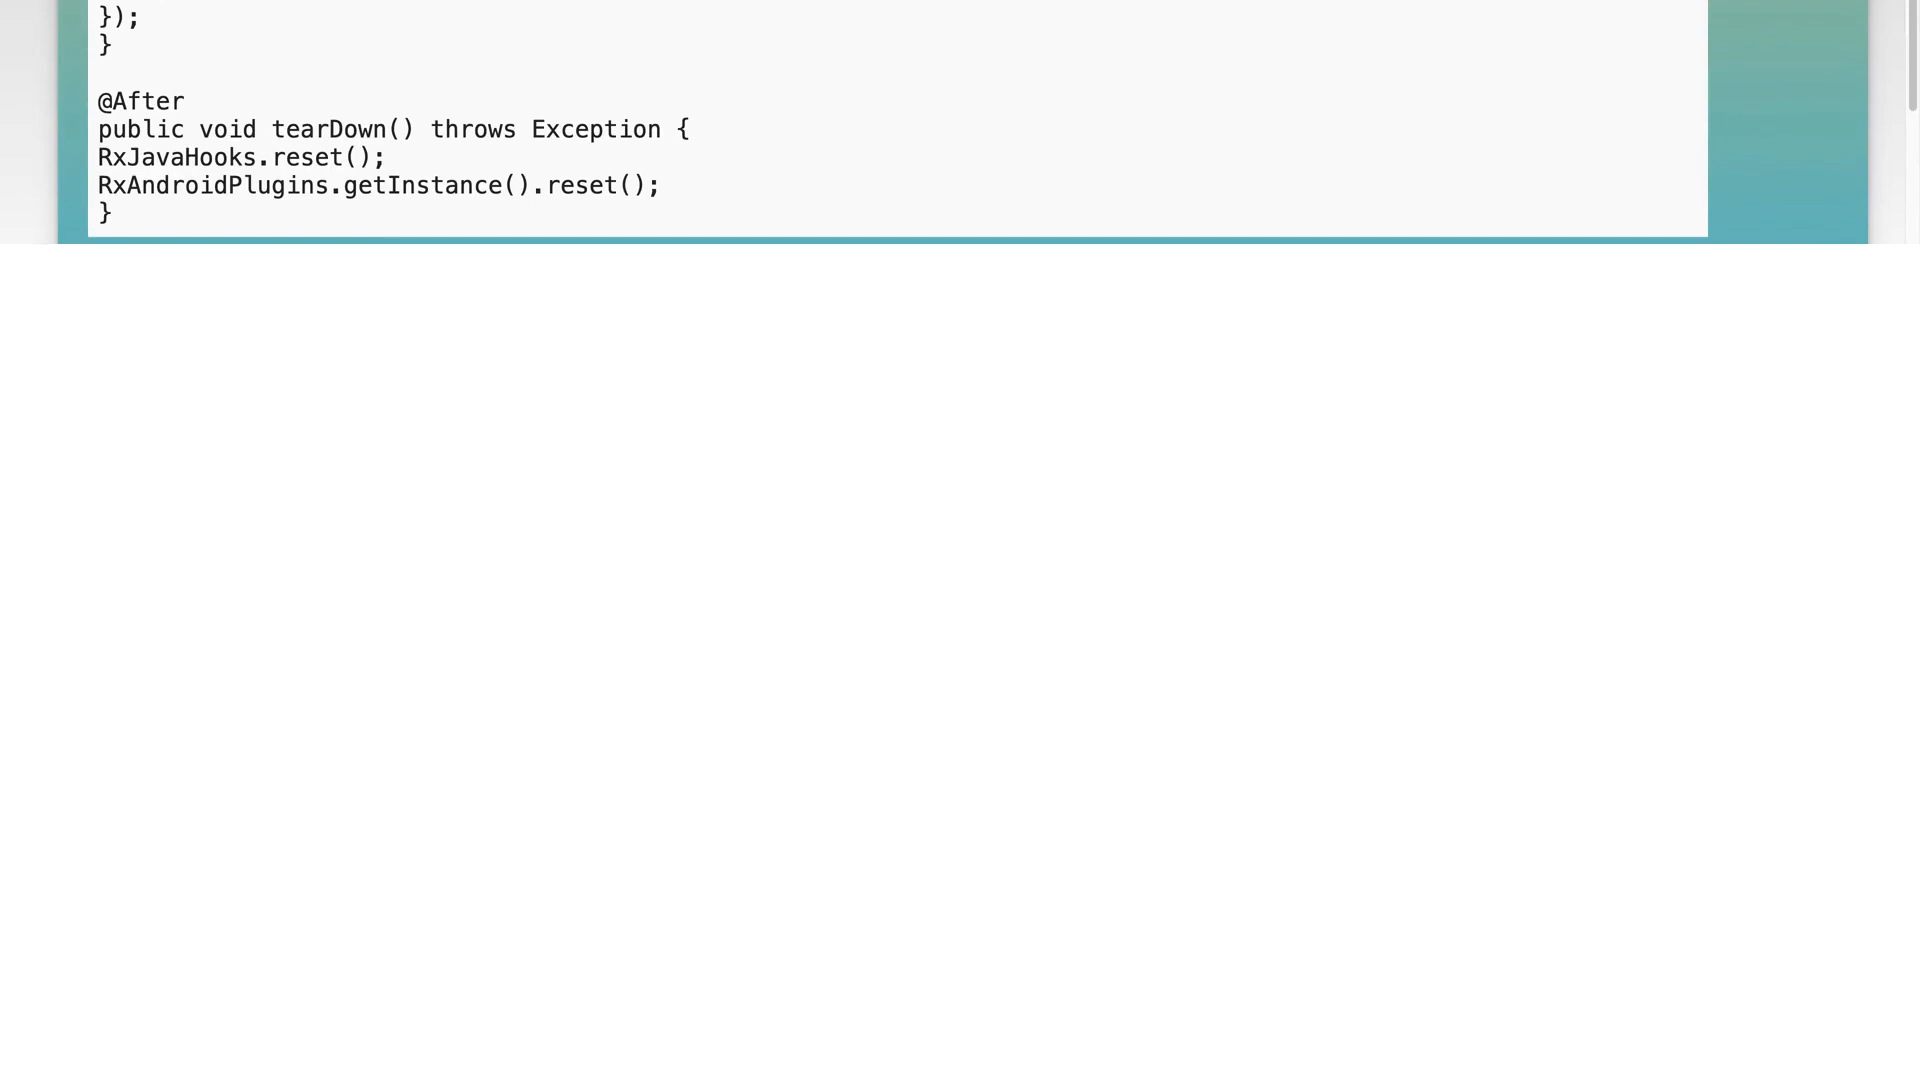 });
}

@After
public void tearDown() throws Exception {
RxJavaHooks.reset();
RxAndroidPlugins.getInstance().reset();
}